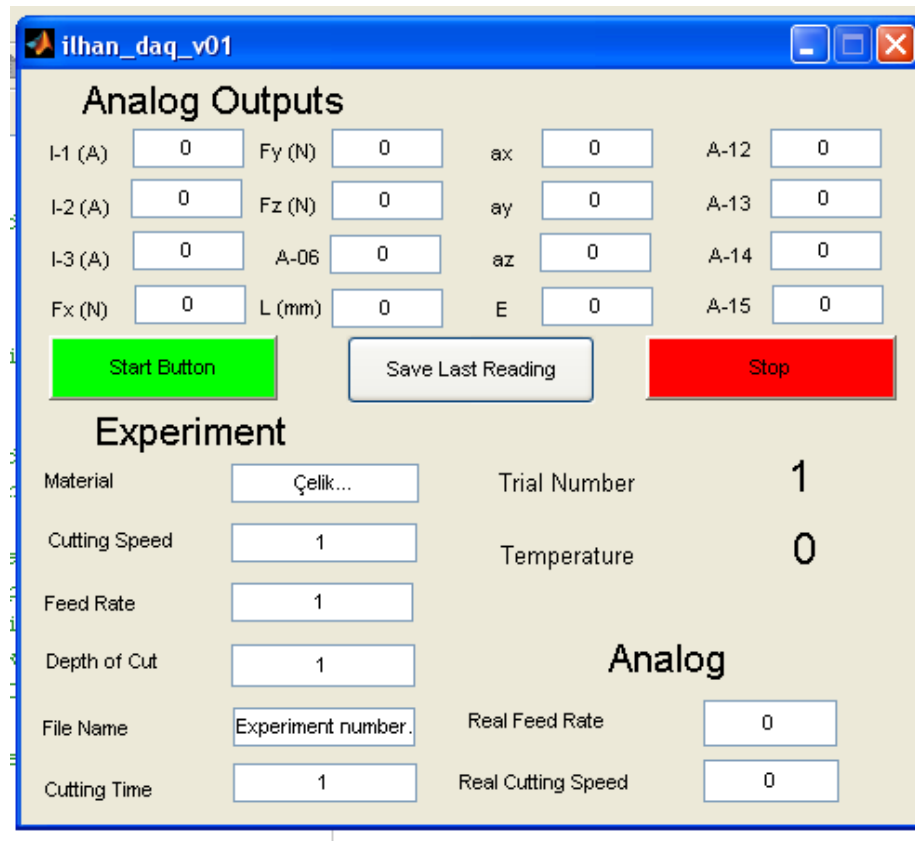 ilhan_daq_v01
Analog Outputs
I-1 (A) 0 Fy (N) 0 ax 0 A-12 0
I-2 (A) 0 Fz (N) 0 ay 0 A-13 0
I-3 (A) 0 A-06 0 az 0 A-14 0
Fx (N) 0 L (mm) 0 E 0 A-15 0
Start Button Save Last Reading Stop
Experiment
Material Çelik... Trial Number 1
Cutting Speed 1 Temperature 0
Feed Rate 1
Depth of Cut 1 Analog
File Name Experiment number. Real Feed Rate 0
Cutting Time 1 Real Cutting Speed 0